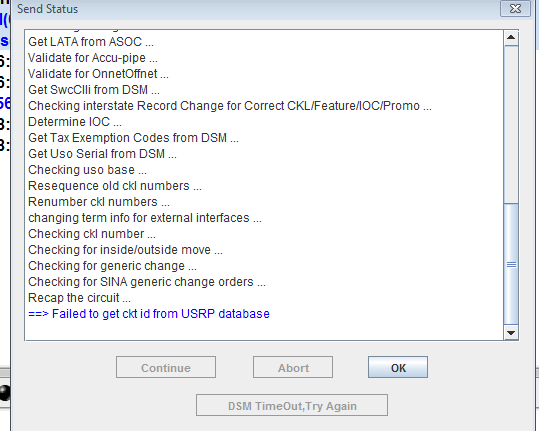 Send Status
Get LATA from ASOC ...
Validate for Accu-pipe ...
Validate for OnnetOffnet ...
Get SwcClli from DSM ...
Checking interstate Record Change for Correct CKL/Feature/IOC/Promo ...
Determine IOC ...
Get Tax Exemption Codes from DSM ...
Get Uso Serial from DSM ...
Checking uso base ...
Resequence old ckl numbers ...
Renumber ckl numbers ...
changing term info for external interfaces ...
Checking ckl number ...
Checking for inside/outside move ...
Checking for generic change ...
Checking for SINA generic change orders ...
Recap the circuit ...
==> Failed to get ckt id from USRP database
Continue
Abort
OK
DSM TimeOut,Try Again